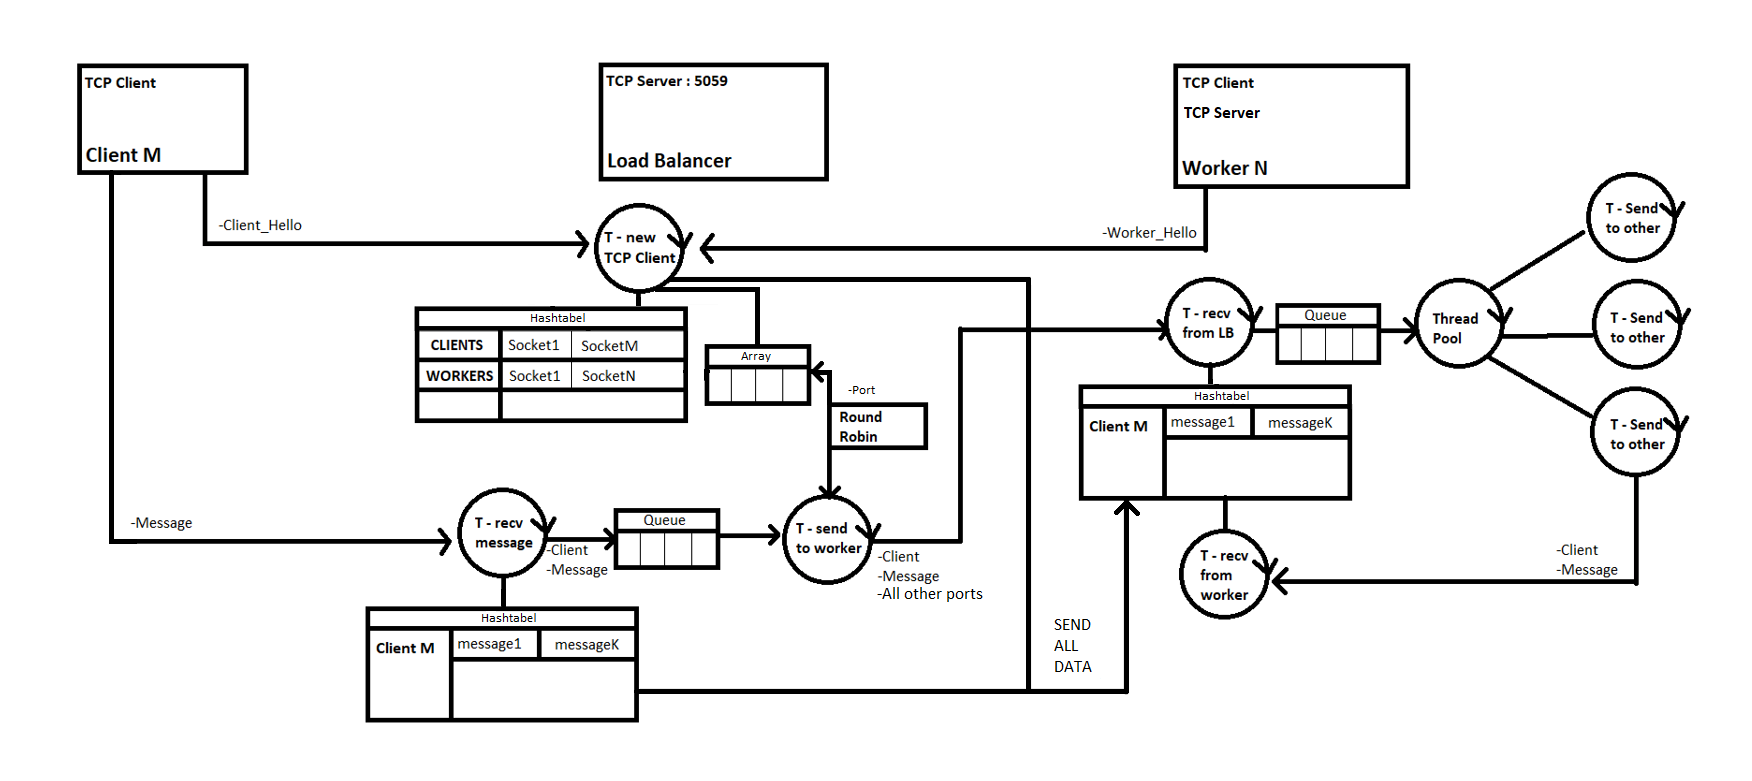 TCP Client
Client M
TCP Server : 5059
Load Balancer
TCP Client
TCP Server
Worker N
-Client_Hello
T - new
TCP Client
-Worker_Hello
T - Send
to other
Hashtabel
CLIENTS Socket1 SocketM
WORKERS Socket1 SocketN
Array
-Port
Round
Robin
T - recv
from LB
Queue
Thread
Pool
T - Send
to other
Hashtabel
Client M message1 messageK
T - Send
to other
-Message
T - recv
message
-Client
-Message
Queue
T - send
to worker
-Client
-Message
-All other ports
T - recv
from
worker
-Client
-Message
Hashtabel
Client M message1 messageK
SEND
ALL
DATA